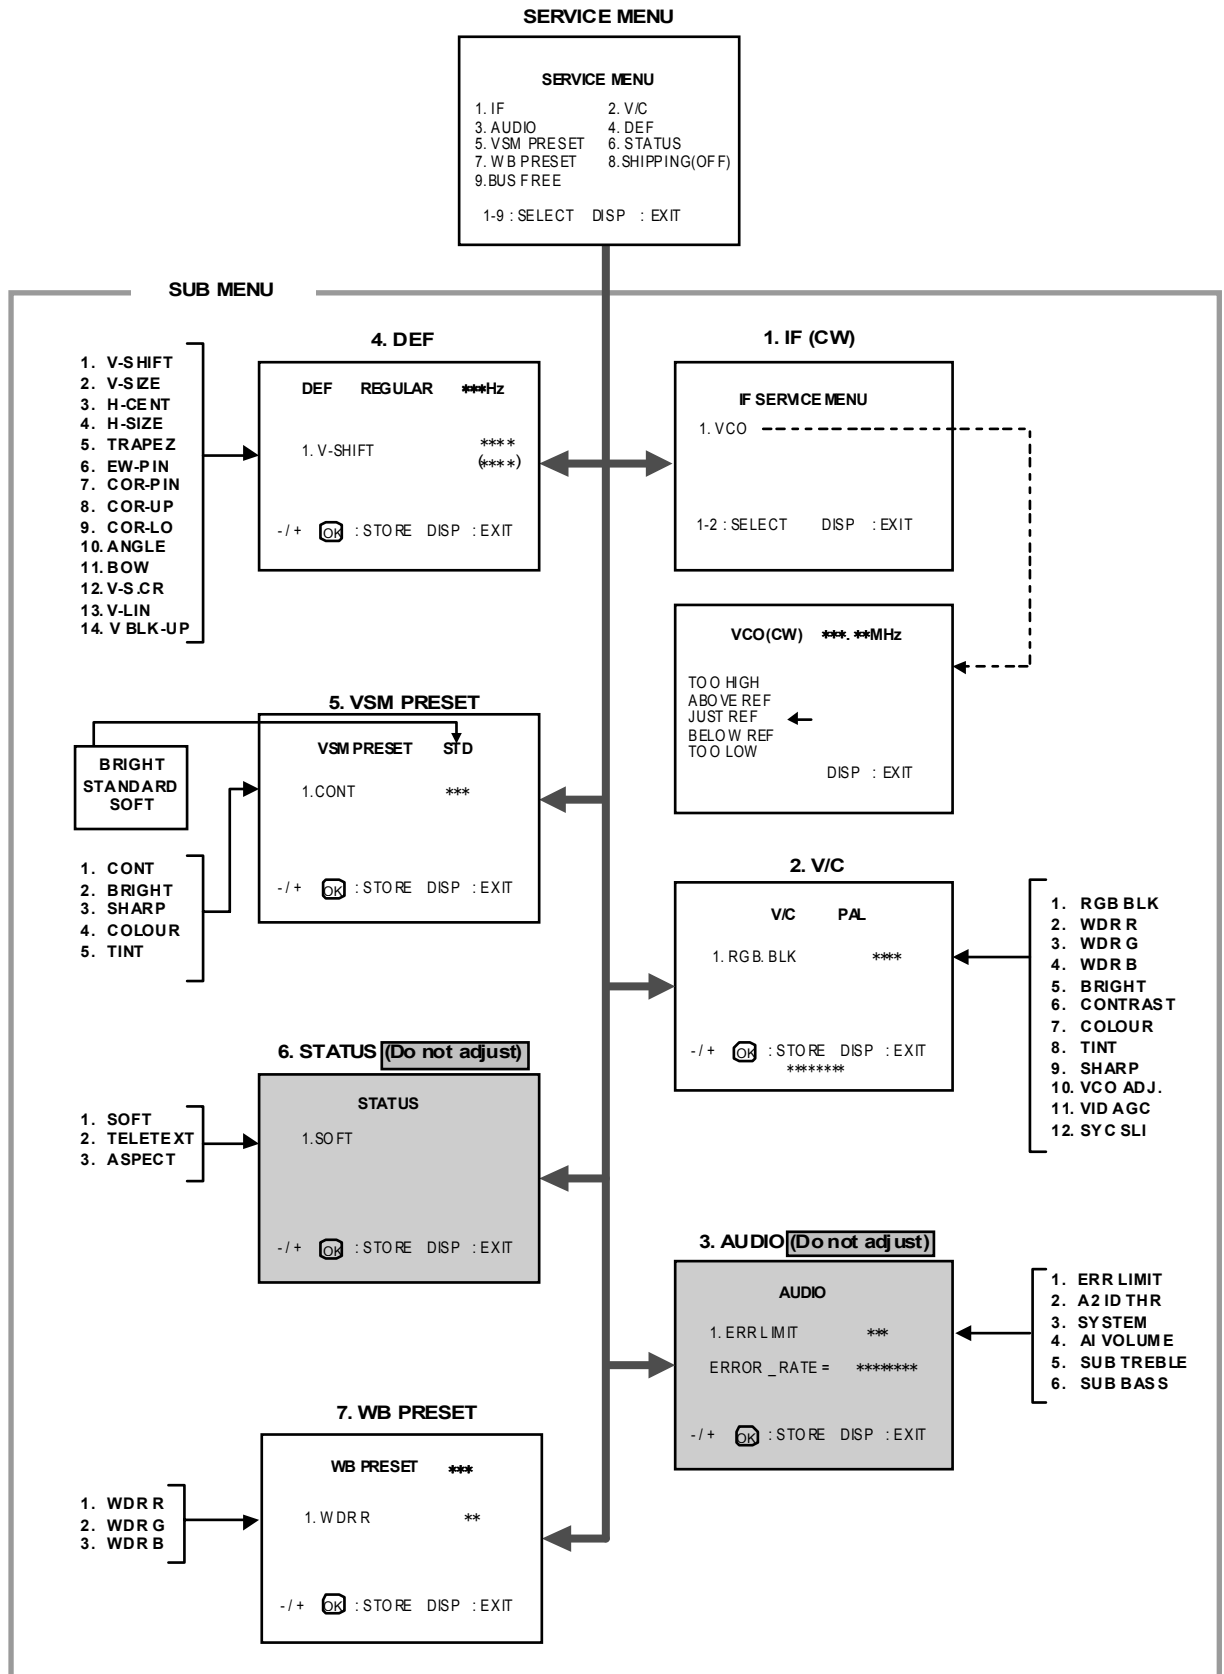 SERVICE MENU
SERVICE MENU
1. IF 2. V/C
3. AUDIO 4. DEF
5. VSM PRESET 6. STATUS
7. WB PRESET 8.SHIPPING(OFF)
9.BUS FREE
1-9 : SELECT DISP : EXIT
SUB MENU
4. DEF
1. V-SHIFT
2. V-SIZE
3. H-CENT
4. H-SIZE
5. TRAPEZ
6. EW-PIN
7. COR-PIN
8. COR-UP
9. COR-LO
10. ANGLE
11. BOW
12. V-S.CR
13. V-LIN
14. V BLK-UP
DEF REGULAR ***Hz
1. V-SHIFT ****
(****)
- / + OK : STORE DISP : EXIT
1. IF (CW)
IF SERVICE MENU
1. VCO
1-2 : SELECT DISP : EXIT
VCO(CW) ***. **MHz
TOO HIGH
ABOVE REF
JUST REF
BELOW REF
TOO LOW
DISP : EXIT
5. VSM PRESET
BRIGHT
STANDARD
SOFT
1. CONT
2. BRIGHT
3. SHARP
4. COLOUR
5. TINT
VSM PRESET STD
1.CONT ***
- / + OK : STORE DISP : EXIT
2. V/C
V/C PAL
1. RGB. BLK ****
- / + OK : STORE DISP : EXIT
********
1. RGB BLK
2. WDR R
3. WDR G
4. WDR B
5. BRIGHT
6. CONTRAST
7. COLOUR
8. TINT
9. SHARP
10. VCO ADJ.
11. VID AGC
12. SYC SLI
6. STATUS (Do not adjust)
1. SOFT
2. TELETEXT
3. ASPECT
STATUS
1.SOFT
- / + OK : STORE DISP : EXIT
3. AUDIO (Do not adjust)
AUDIO
1. ERR LIMIT ***
ERROR _ RATE = ********
- / + OK : STORE DISP : EXIT
1. ERR LIMIT
2. A2 ID THR
3. SYSTEM
4. AI VOLUME
5. SUB TREBLE
6. SUB BASS
7. WB PRESET
1. WDR R
2. WDR G
3. WDR B
WB PRESET ***
1. WDR R **
- / + OK : STORE DISP : EXIT